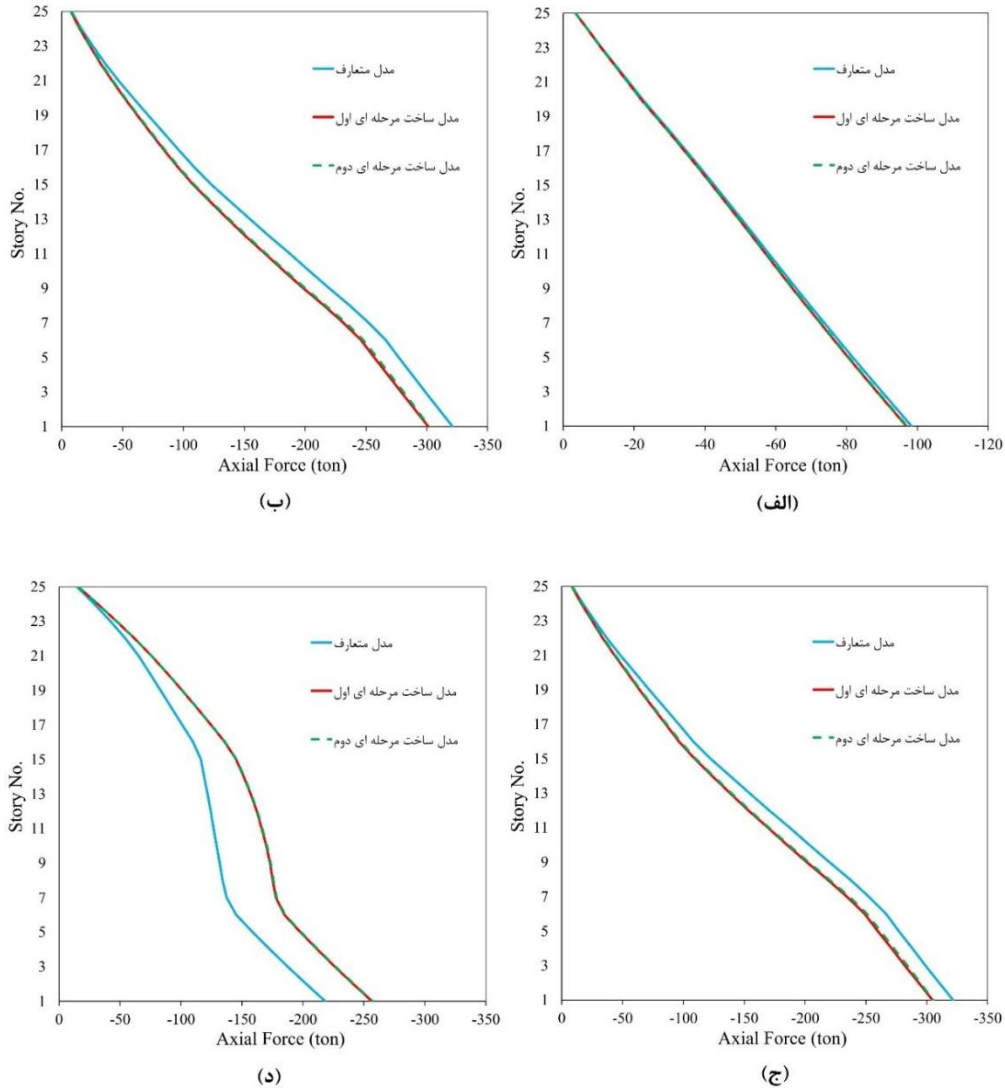 25
23
21
19
17
15
13
11
9
7
5
3
1
Story No.
مدل متعارف
مدل ساخت مرحله ای اول
مدل ساخت مرحله ای دوم
0 -50 -100 -150 -200 -250 -300 -350
Axial Force (ton)
(ب)
25
23
21
19
17
15
13
11
9
7
5
3
1
Story No.
مدل متعارف
مدل ساخت مرحله ای اول
مدل ساخت مرحله ای دوم
0 -20 -40 -60 -80 -100 -120
Axial Force (ton)
(الف)
25
23
21
19
17
15
13
11
9
7
5
3
1
Story No.
مدل متعارف
مدل ساخت مرحله ای اول
مدل ساخت مرحله ای دوم
0 -50 -100 -150 -200 -250 -300 -350
Axial Force (ton)
(د)
25
23
21
19
17
15
13
11
9
7
5
3
1
Story No.
مدل متعارف
مدل ساخت مرحله ای اول
مدل ساخت مرحله ای دوم
0 -50 -100 -150 -200 -250 -300 -350
Axial Force (ton)
(ج)